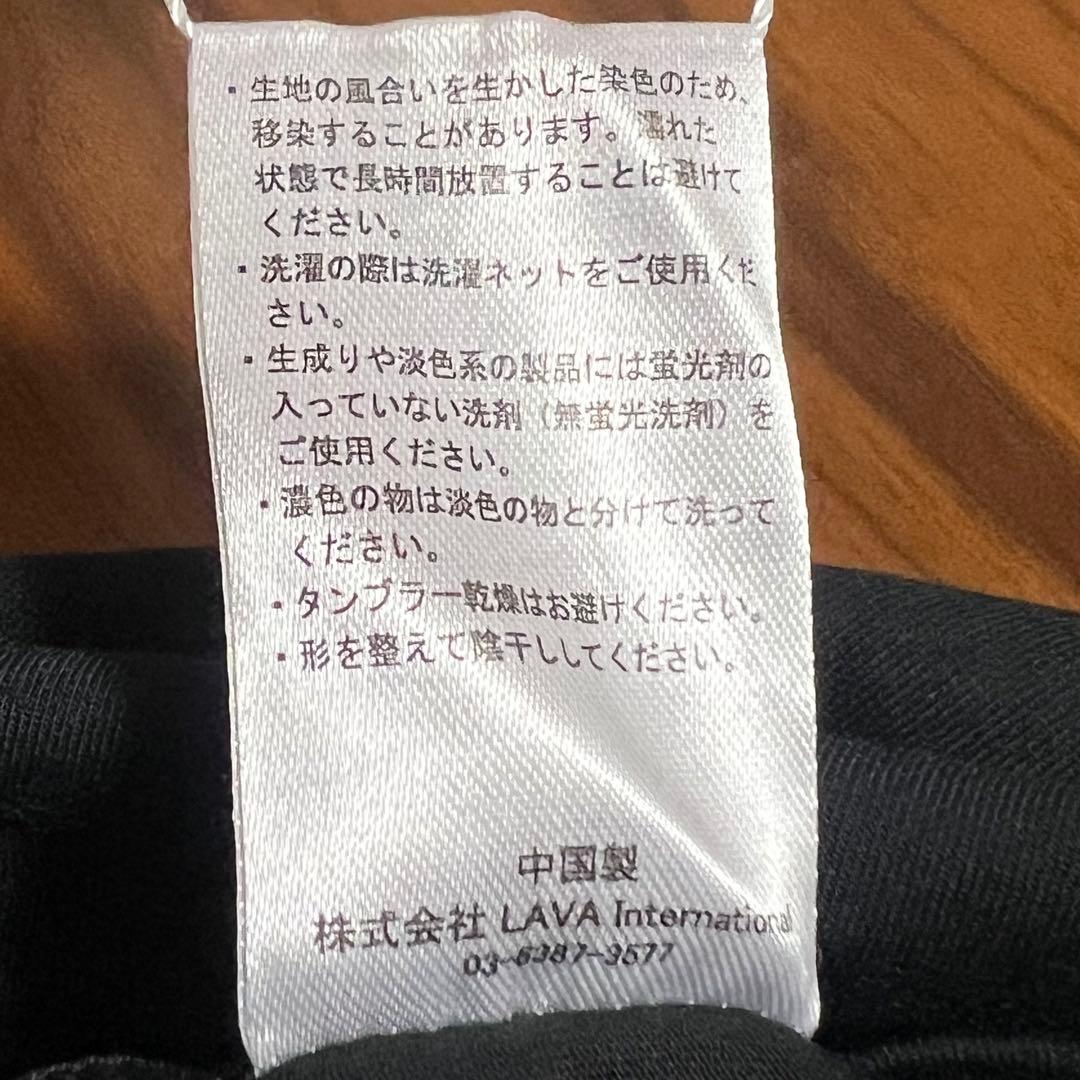 ・生地の風合いを生かした染色のため、
移染することがあります。濡れた
状態で長時間放置することは避けて
ください。
・洗濯の際は洗濯ネットをご使用くだ
さい。
・生成りや淡色系の製品には蛍光剤の
入っていない洗剤（無蛍光洗剤）を
ご使用ください。
・濃色の物は淡色の物と分けて洗って
ください。
・タンブラー乾燥はお避けください。
・形を整えて陰干ししてください。
中国製
株式会社 LAVA International
03-6387-3577